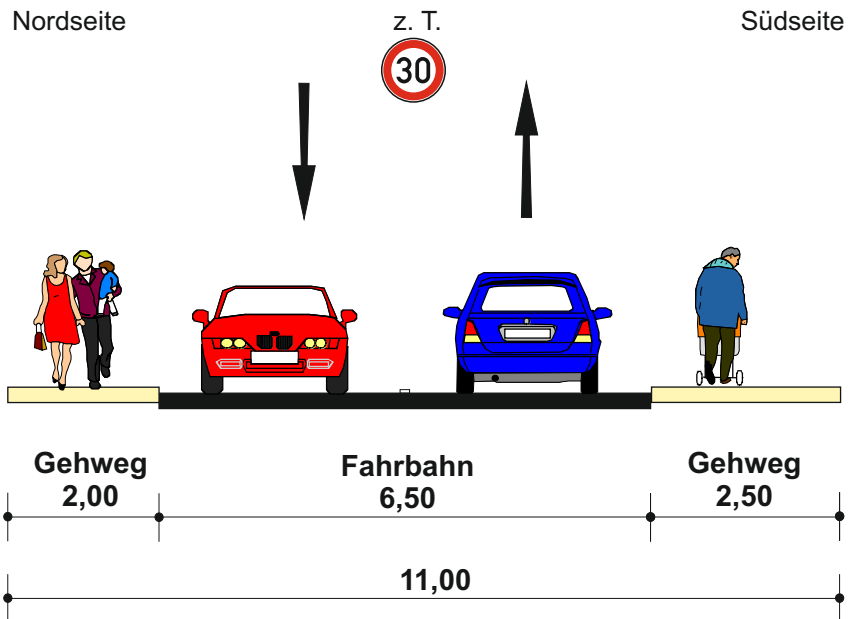 Nordseite
z. T.
Südseite
30
Gehweg
2,00
Fahrbahn
6,50
Gehweg
2,50
11,00